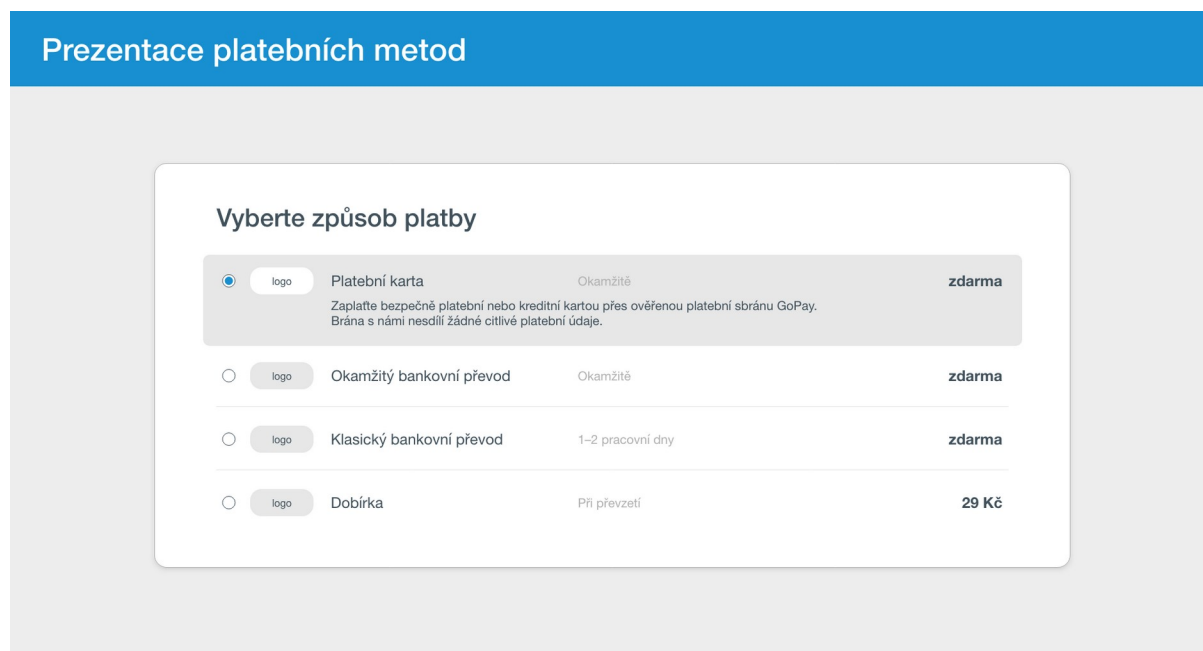 Prezentace platebních metod
Vyberte způsob platby
logo Platební karta Okamžitě zdarma
Zaplaťte bezpečně platební nebo kreditní kartou přes ověřenou platební sbránu GoPay.
Brána s námi nesdílí žádné citlivé platební údaje.
logo Okamžitý bankovní převod Okamžitě zdarma
logo Klasický bankovní převod 1–2 pracovní dny zdarma
logo Dobírka Při převzetí 29 Kč